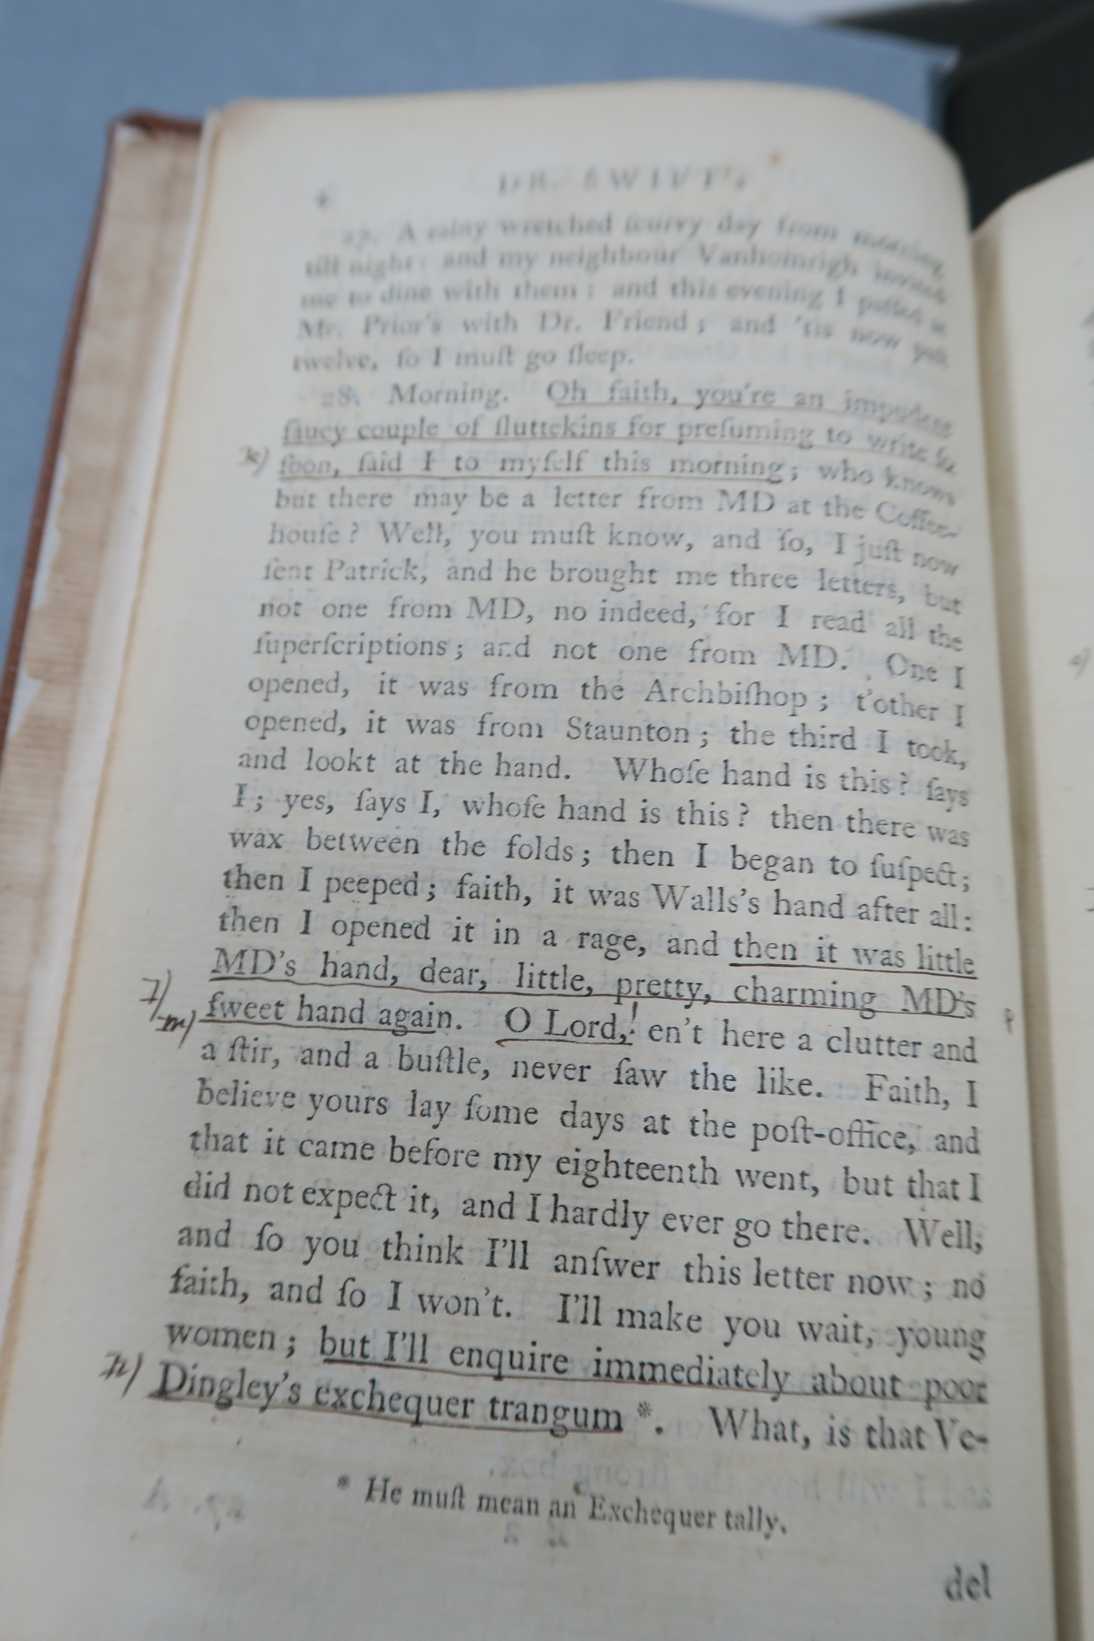 DR. SWIFT's
27. A rainy wretched ſcurvy day from morning
till night: and my neighbour Vanhomrigh invited
me to dine with them: and this evening I paſſed at
Mr. Prior's with Dr. Friend; and 'tis now paſt
twelve, ſo I muſt go ſleep.
28. Morning. Oh faith, you're an impudent
ſaucy couple of ſluttekins for preſuming to write ſo
k) ſoon, ſaid I to myſelf this morning; who knows
but there may be a letter from MD at the Coffee-
houſe? Well, you muſt know, and ſo, I juſt now
ſent Patrick, and he brought me three letters, but
not one from MD, no indeed, for I read all the
ſuperſcriptions; and not one from MD. One I
opened, it was from the Archbiſhop; t'other I
opened, it was from Staunton; the third I took,
and lookt at the hand. Whoſe hand is this? ſays
I; yes, ſays I, whoſe hand is this? then there was
wax between the folds; then I began to ſuſpect;
then I peeped; faith, it was Walls's hand after all:
then I opened it in a rage, and then it was little
MD's hand, dear, little, pretty, charming MD's
l) m) ſweet hand again. O Lord,! en't here a clutter and
a ſtir, and a buſtle, never ſaw the like. Faith, I
believe yours lay ſome days at the poſt-office, and
that it came before my eighteenth went, but that I
did not expect it, and I hardly ever go there. Well,
and ſo you think I'll anſwer this letter now; no
faith, and ſo I won't. I'll make you wait, young
women; but I'll enquire immediately about poor
n) Dingley's exchequer trangum *. What, is that Ve-
* He muſt mean an Exchequer tally.
del